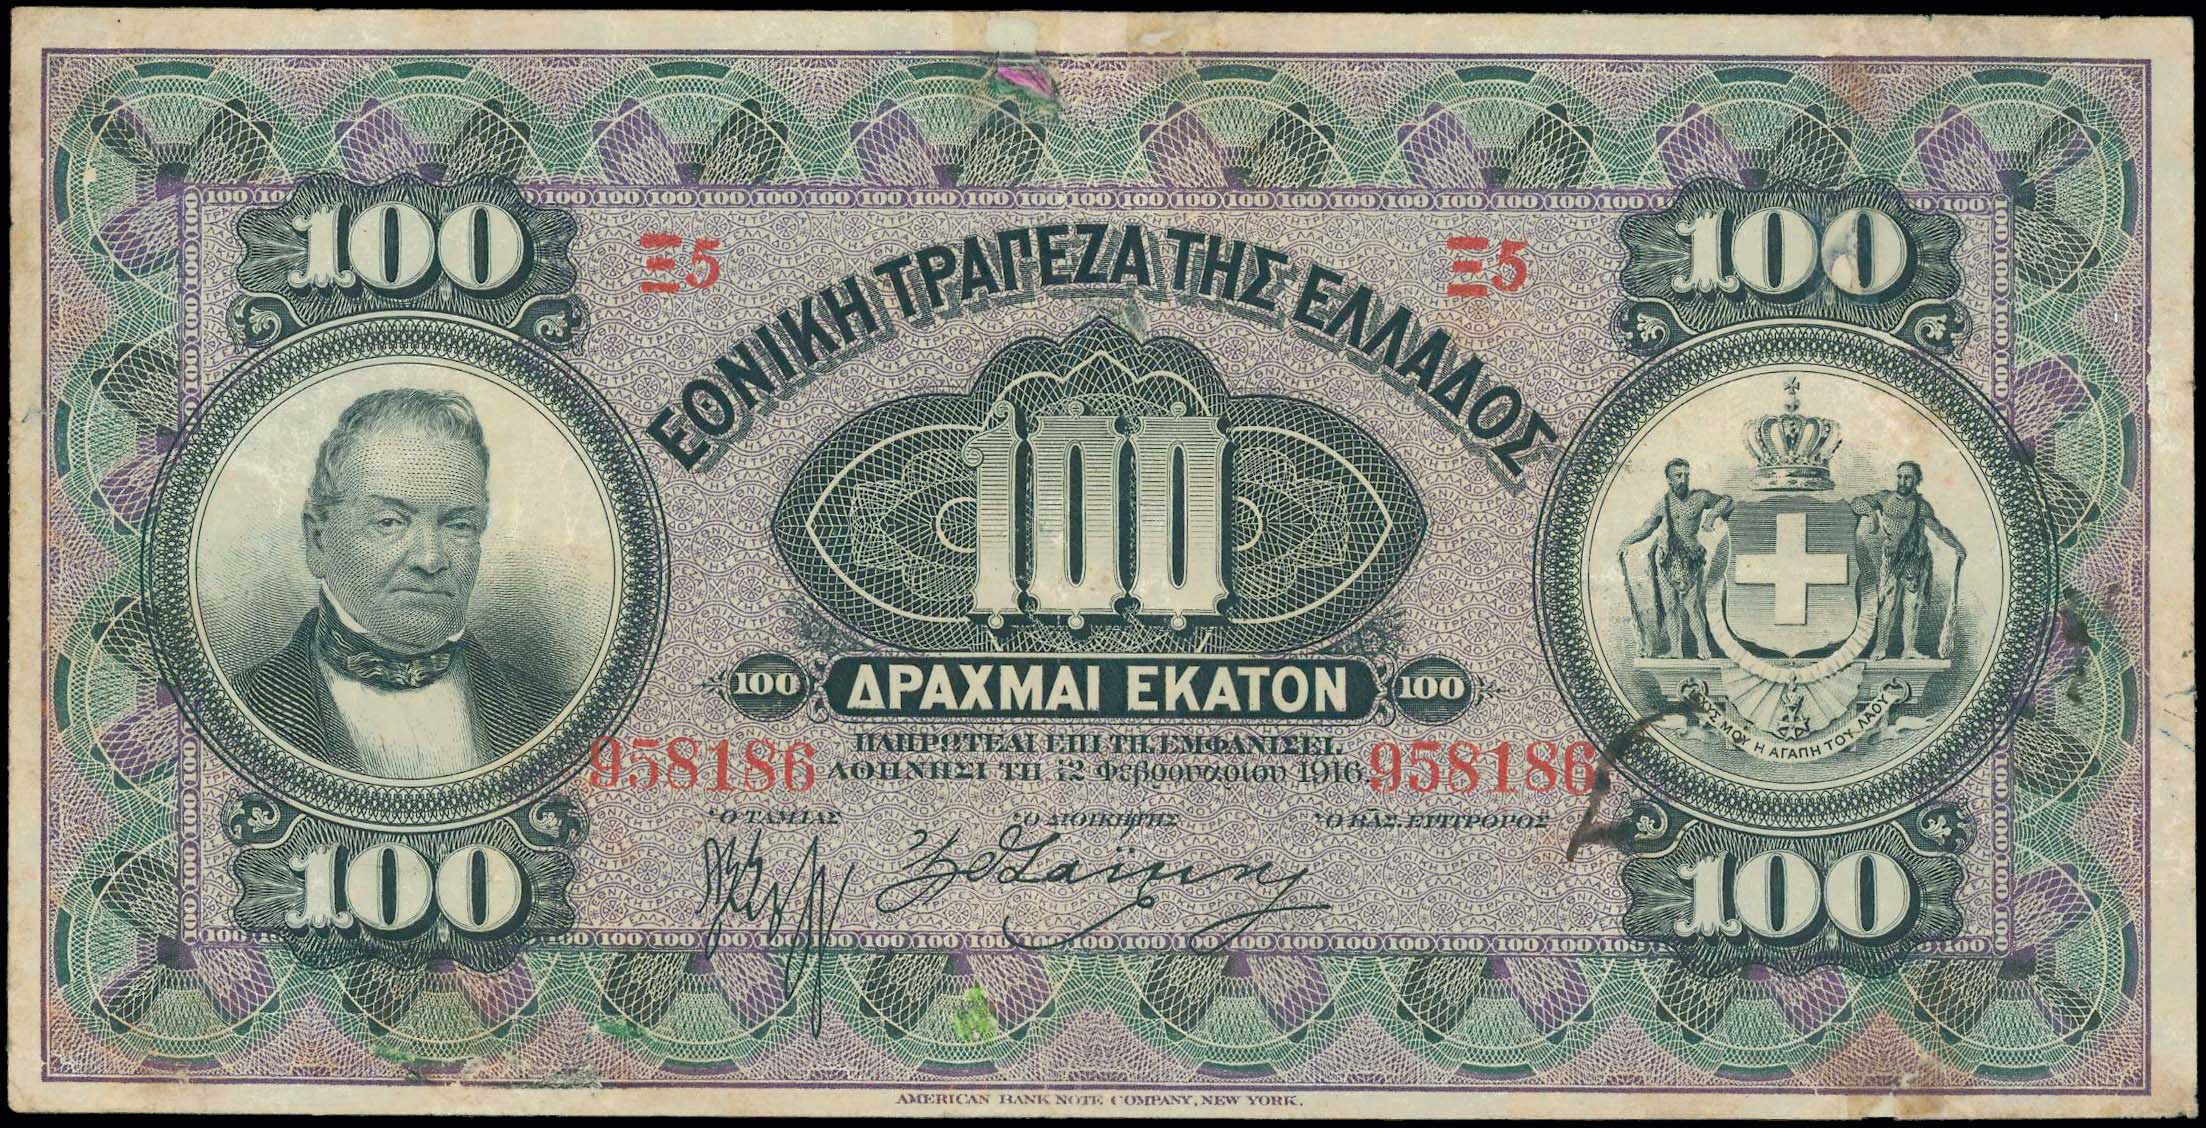 100 100
Ξ5 Ξ5
ΕΘΝΙΚΗ ΤΡΑΠΕΖΑ ΤΗΣ ΕΛΛΑΔΟΣ
100
100 ΔΡΑΧΜΑΙ ΕΚΑΤΟΝ 100
ΠΛΗΡΩΤΕΑΙ ΕΠΙ ΤΗ ΕΜΦΑΝΙΣΕΙ.
958186 ΑΘΗΝΗΣΙ ΤΗ 12 Φεβρουαρίου 1916. 958186
ΜΟΥ Η ΑΓΑΠΗ ΤΟΥ ΛΑΟΥ
Ὁ ΤΑΜΙΑΣ Ὁ ΔΙΟΙΚΗΤΗΣ Ὁ ΒΑΣ. ΕΠΙΤΡΟΠΟΣ
100 100
AMERICAN BANK NOTE COMPANY, NEW YORK.